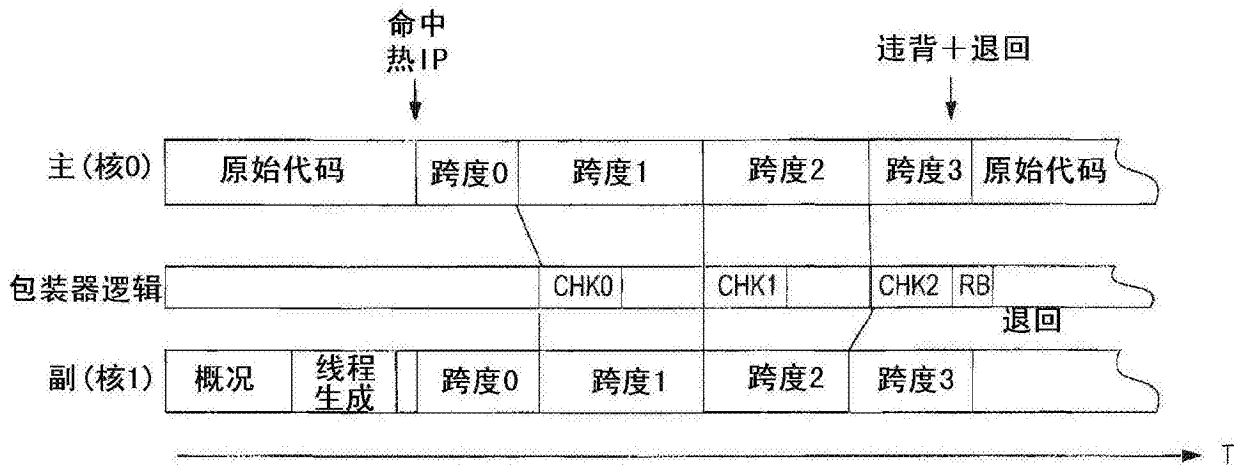 命中
热IP
违背+退回
主(核0)
原始代码
跨度0
跨度1
跨度2
跨度3
原始代码
包装器逻辑
CHK0
CHK1
CHK2
RB
退回
副(核1)
概况
线程
生成
跨度0
跨度1
跨度2
跨度3
T